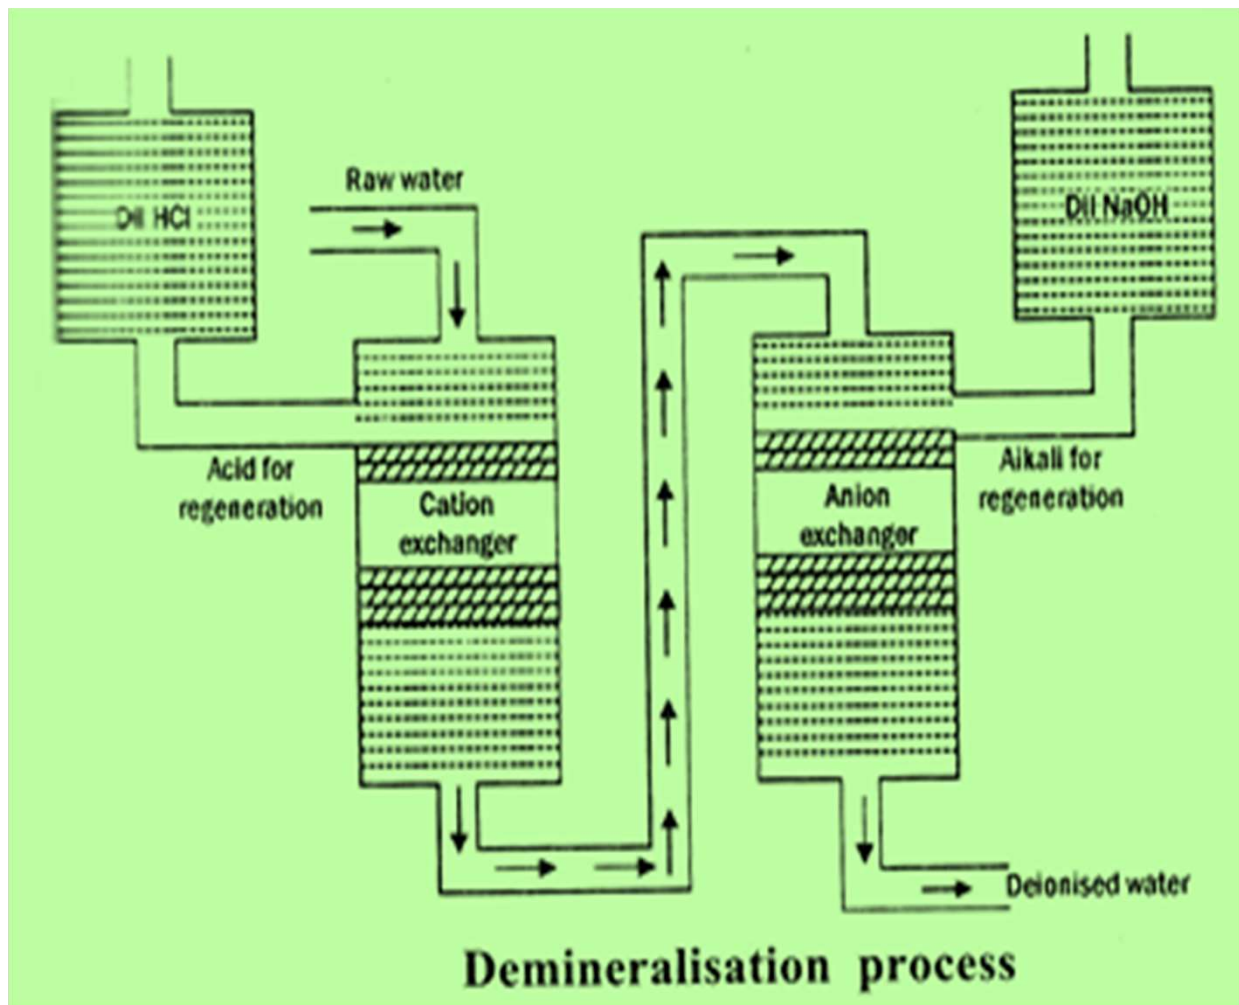 Raw water
Dil HCl
Dil NaOH
Acid for
regeneration
Cation
exchanger
Anion
exchanger
Alkali for
regeneration
Deionised water
Demineralisation process